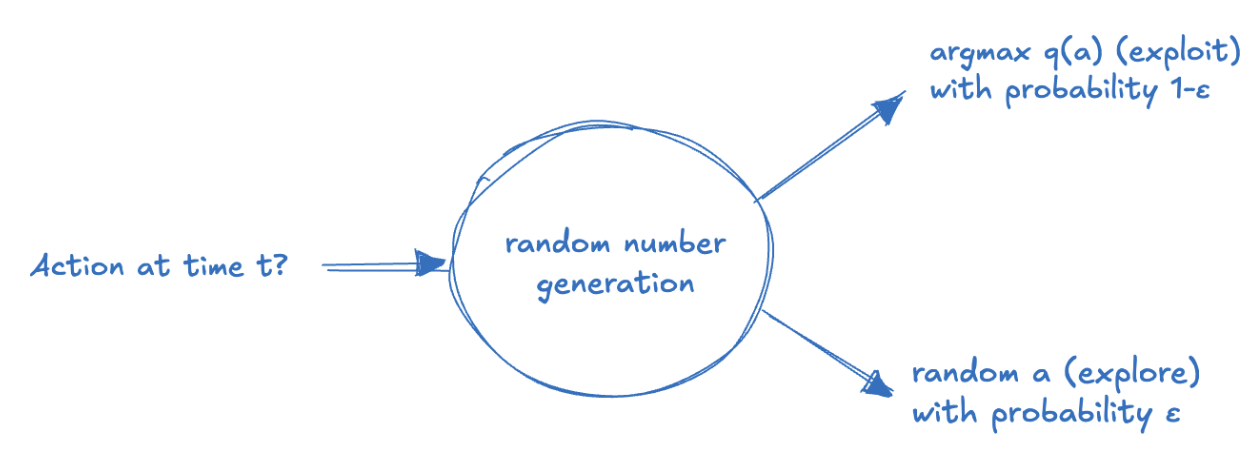 argmax q(a) (exploit)
with probability 1-ε
random number
generation
Action at time t?
random a (explore)
with probability ε